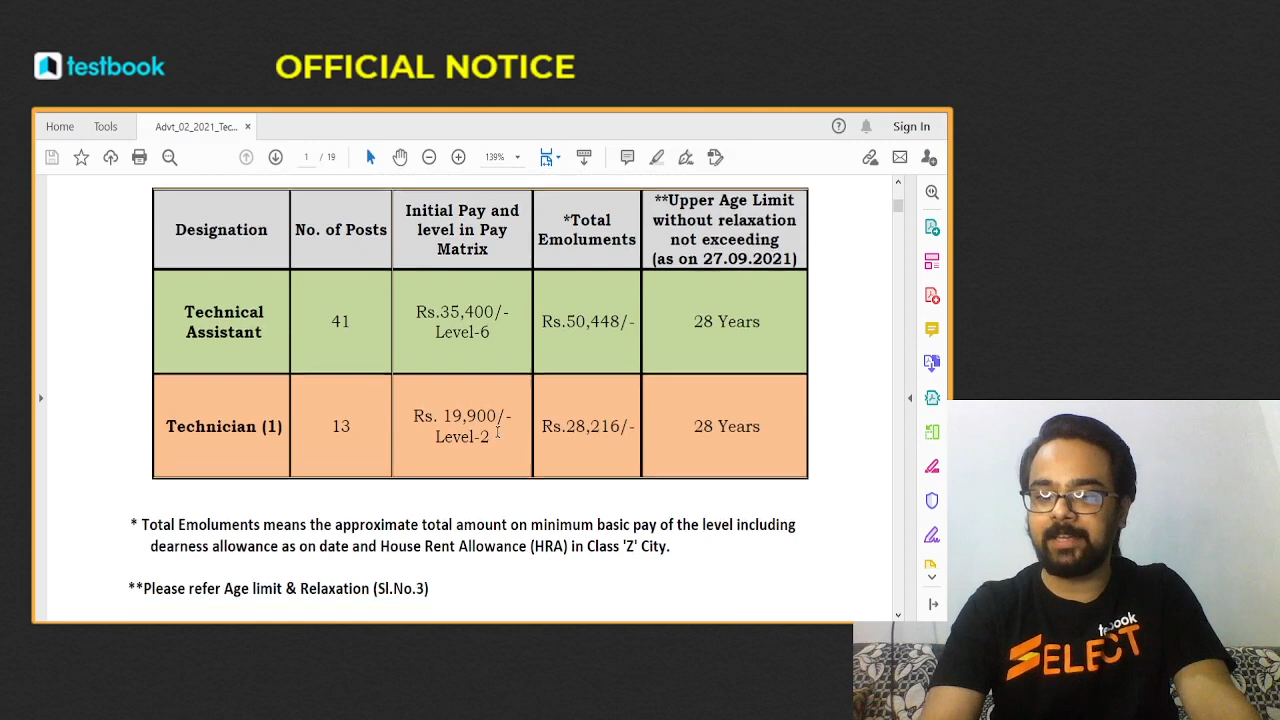 testbook
OFFICIAL NOTICE
Home Tools Advt_02_2021_Tec... × Sign In
1 / 19 139%
Designation
No. of Posts
Initial Pay and
level in Pay
Matrix
*Total
Emoluments
**Upper Age Limit
without relaxation
not exceeding
(as on 27.09.2021)
Technical
Assistant
41
Rs.35,400/-
Level-6
Rs.50,448/-
28 Years
Technician (1)
13
Rs. 19,900/-
Level-2
Rs.28,216/-
28 Years
* Total Emoluments means the approximate total amount on minimum basic pay of the level including
dearness allowance as on date and House Rent Allowance (HRA) in Class 'Z' City.
**Please refer Age limit & Relaxation (Sl.No.3)
SELECT